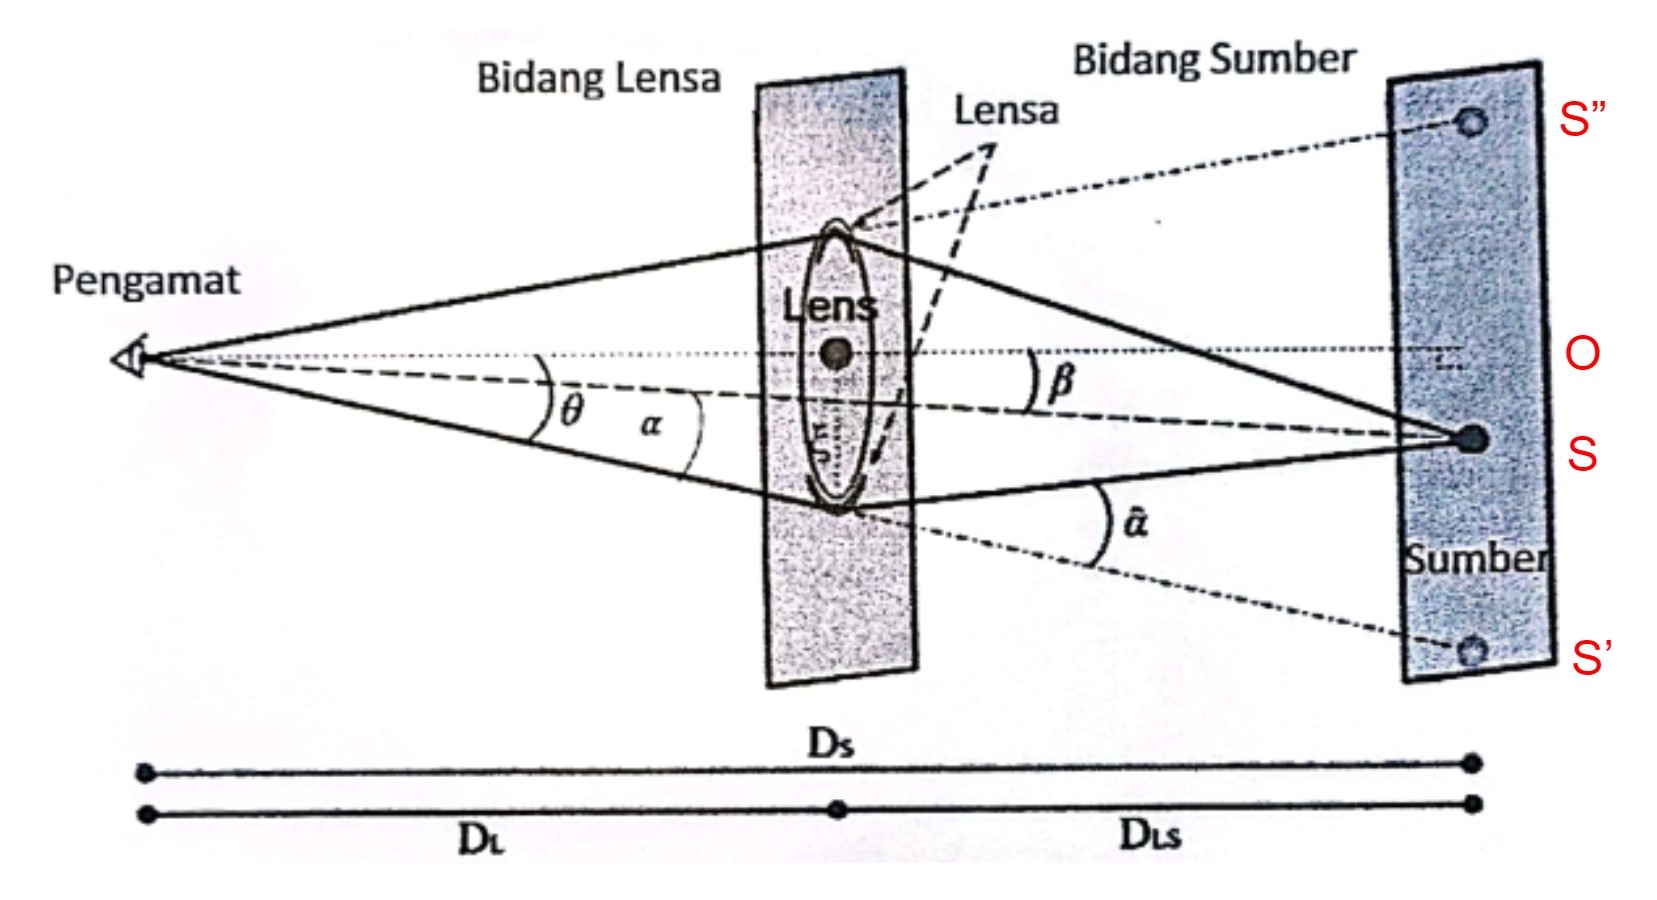 Bidang Lensa
Bidang Sumber
Lensa
S”
Pengamat
Lens
O
θ
α
β
S
α̂
Sumber
S’
Ds
DL
DLS